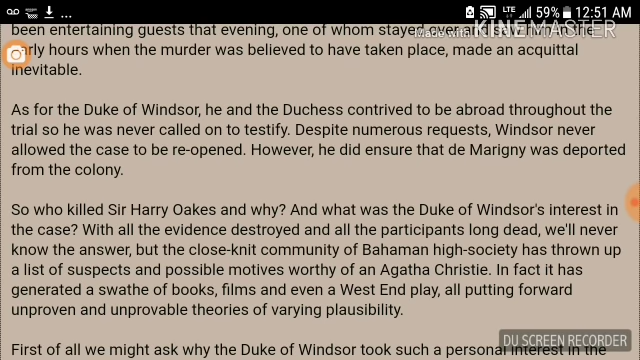 LTE 59% 12:51 AM
been entertaining guests that evening, one of whom stayed over and
Made with KINEMASTER
early hours when the murder was believed to have taken place, made an acquittal
inevitable.
As for the Duke of Windsor, he and the Duchess contrived to be abroad throughout the
trial so he was never called on to testify. Despite numerous requests, Windsor never
allowed the case to be re-opened. However, he did ensure that de Marigny was deported
from the colony.
So who killed Sir Harry Oakes and why? And what was the Duke of Windsor's interest in
the case? With all the evidence destroyed and all the participants long dead, we'll never
know the answer, but the close-knit community of Bahaman high-society has thrown up
a list of suspects and possible motives worthy of an Agatha Christie. In fact it has
generated a swathe of books, films and even a West End play, all putting forward
unproven and unprovable theories of varying plausibility.
DU SCREEN RECORDER
First of all we might ask why the Duke of Windsor took such a personal interest in the